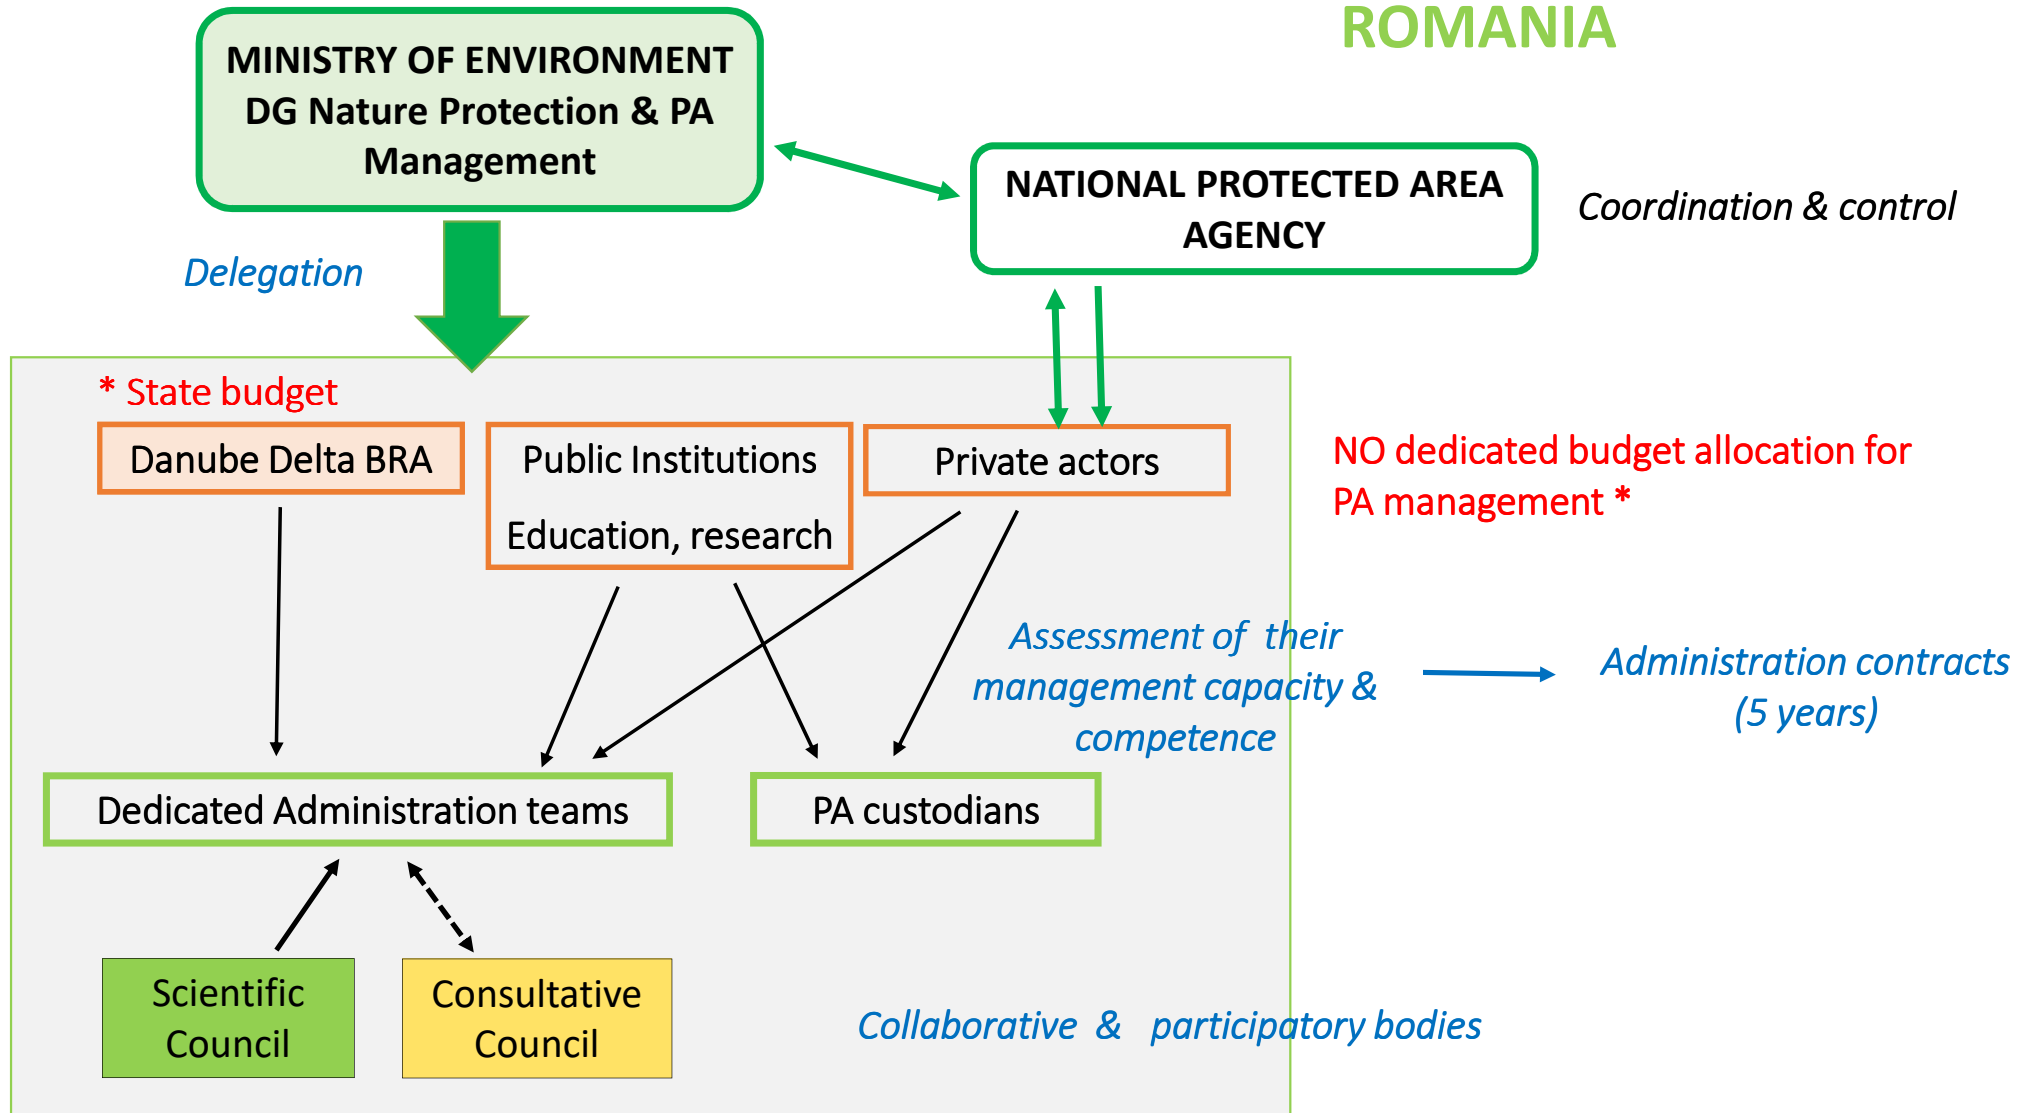 ROMANIA
MINISTRY OF ENVIRONMENT
DG Nature Protection & PA
Management
NATIONAL PROTECTED AREA
AGENCY
Coordination & control
Delegation
* State budget
Danube Delta BRA
Public Institutions
Education, research
Private actors
NO dedicated budget allocation for
PA management *
Assessment of their
management capacity &
competence
Administration contracts
(5 years)
Dedicated Administration teams
PA custodians
Scientific
Council
Consultative
Council
Collaborative & participatory bodies